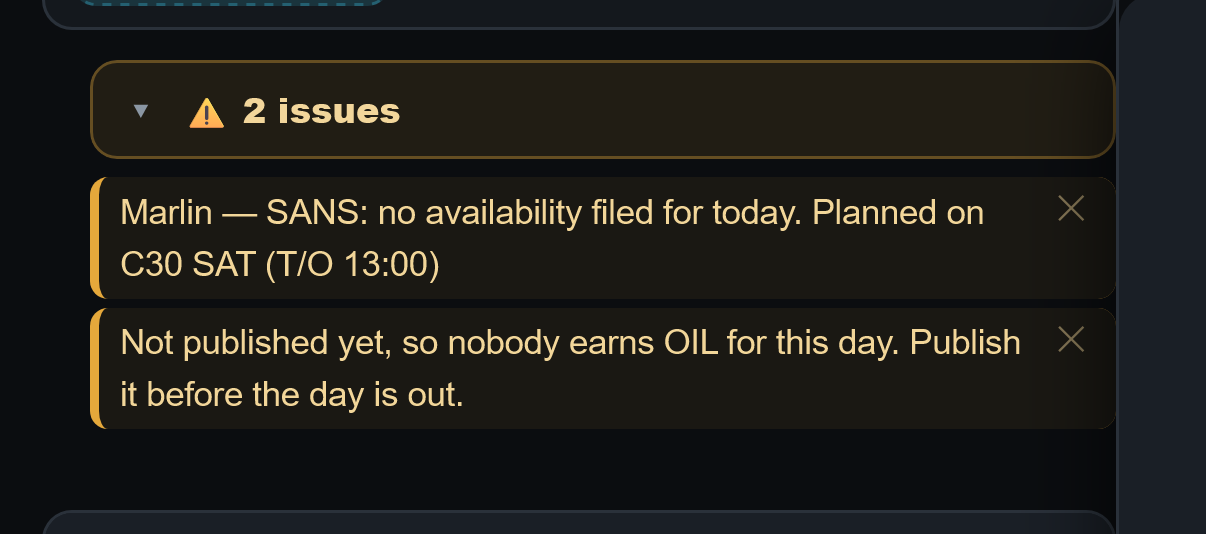 2 issues
Marlin — SANS: no availability filed for today. Planned on
C30 SAT (T/O 13:00)
Not published yet, so nobody earns OIL for this day. Publish
it before the day is out.